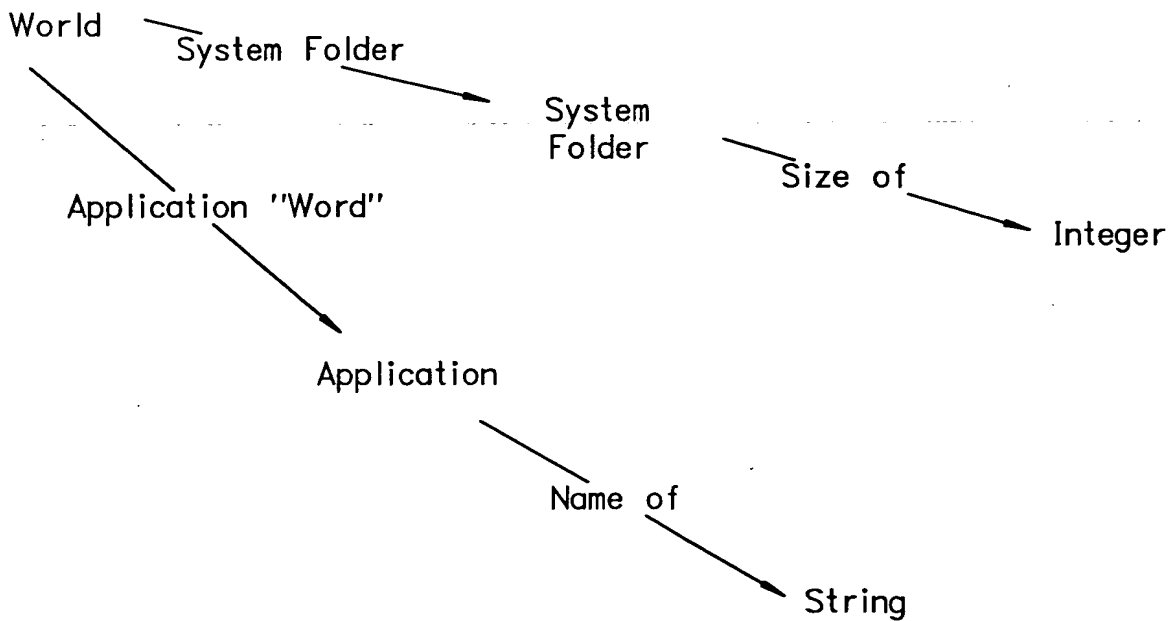 World
System Folder
System
Folder
Size of
Integer
Application "Word"
Application
Name of
String